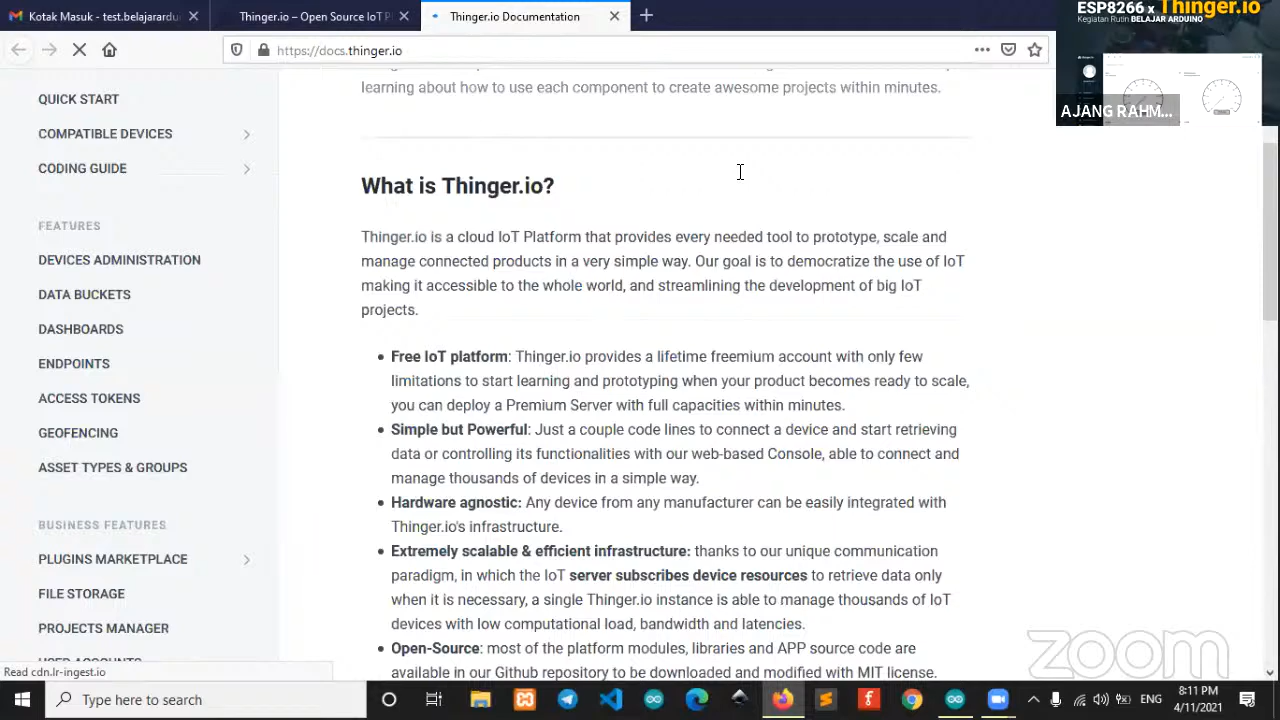 Kotak Masuk - test.belajarardu
Thinger.io – Open Source IoT P
Thinger.io Documentation
ESP8266 x Thinger.io
Kegiatan Rutin BELAJAR ARDUINO
https://docs.thinger.io
AJANG RAHM...
QUICK START
COMPATIBLE DEVICES
CODING GUIDE
FEATURES
DEVICES ADMINISTRATION
DATA BUCKETS
DASHBOARDS
ENDPOINTS
ACCESS TOKENS
GEOFENCING
ASSET TYPES & GROUPS
BUSINESS FEATURES
PLUGINS MARKETPLACE
FILE STORAGE
PROJECTS MANAGER
USER ACCOUNTS
learning about how to use each component to create awesome projects within minutes.
What is Thinger.io?
Thinger.io is a cloud IoT Platform that provides every needed tool to prototype, scale and
manage connected products in a very simple way. Our goal is to democratize the use of IoT
making it accessible to the whole world, and streamlining the development of big IoT
projects.
Free IoT platform: Thinger.io provides a lifetime freemium account with only few
limitations to start learning and prototyping when your product becomes ready to scale,
you can deploy a Premium Server with full capacities within minutes.
Simple but Powerful: Just a couple code lines to connect a device and start retrieving
data or controlling its functionalities with our web-based Console, able to connect and
manage thousands of devices in a simple way.
Hardware agnostic: Any device from any manufacturer can be easily integrated with
Thinger.io's infrastructure.
Extremely scalable & efficient infrastructure: thanks to our unique communication
paradigm, in which the IoT server subscribes device resources to retrieve data only
when it is necessary, a single Thinger.io instance is able to manage thousands of IoT
devices with low computational load, bandwidth and latencies.
Open-Source: most of the platform modules, libraries and APP source code are
available in our Github repository to be downloaded and modified with MIT license.
zoom
Read cdn.lr-ingest.io
Type here to search
ENG
8:11 PM
4/11/2021